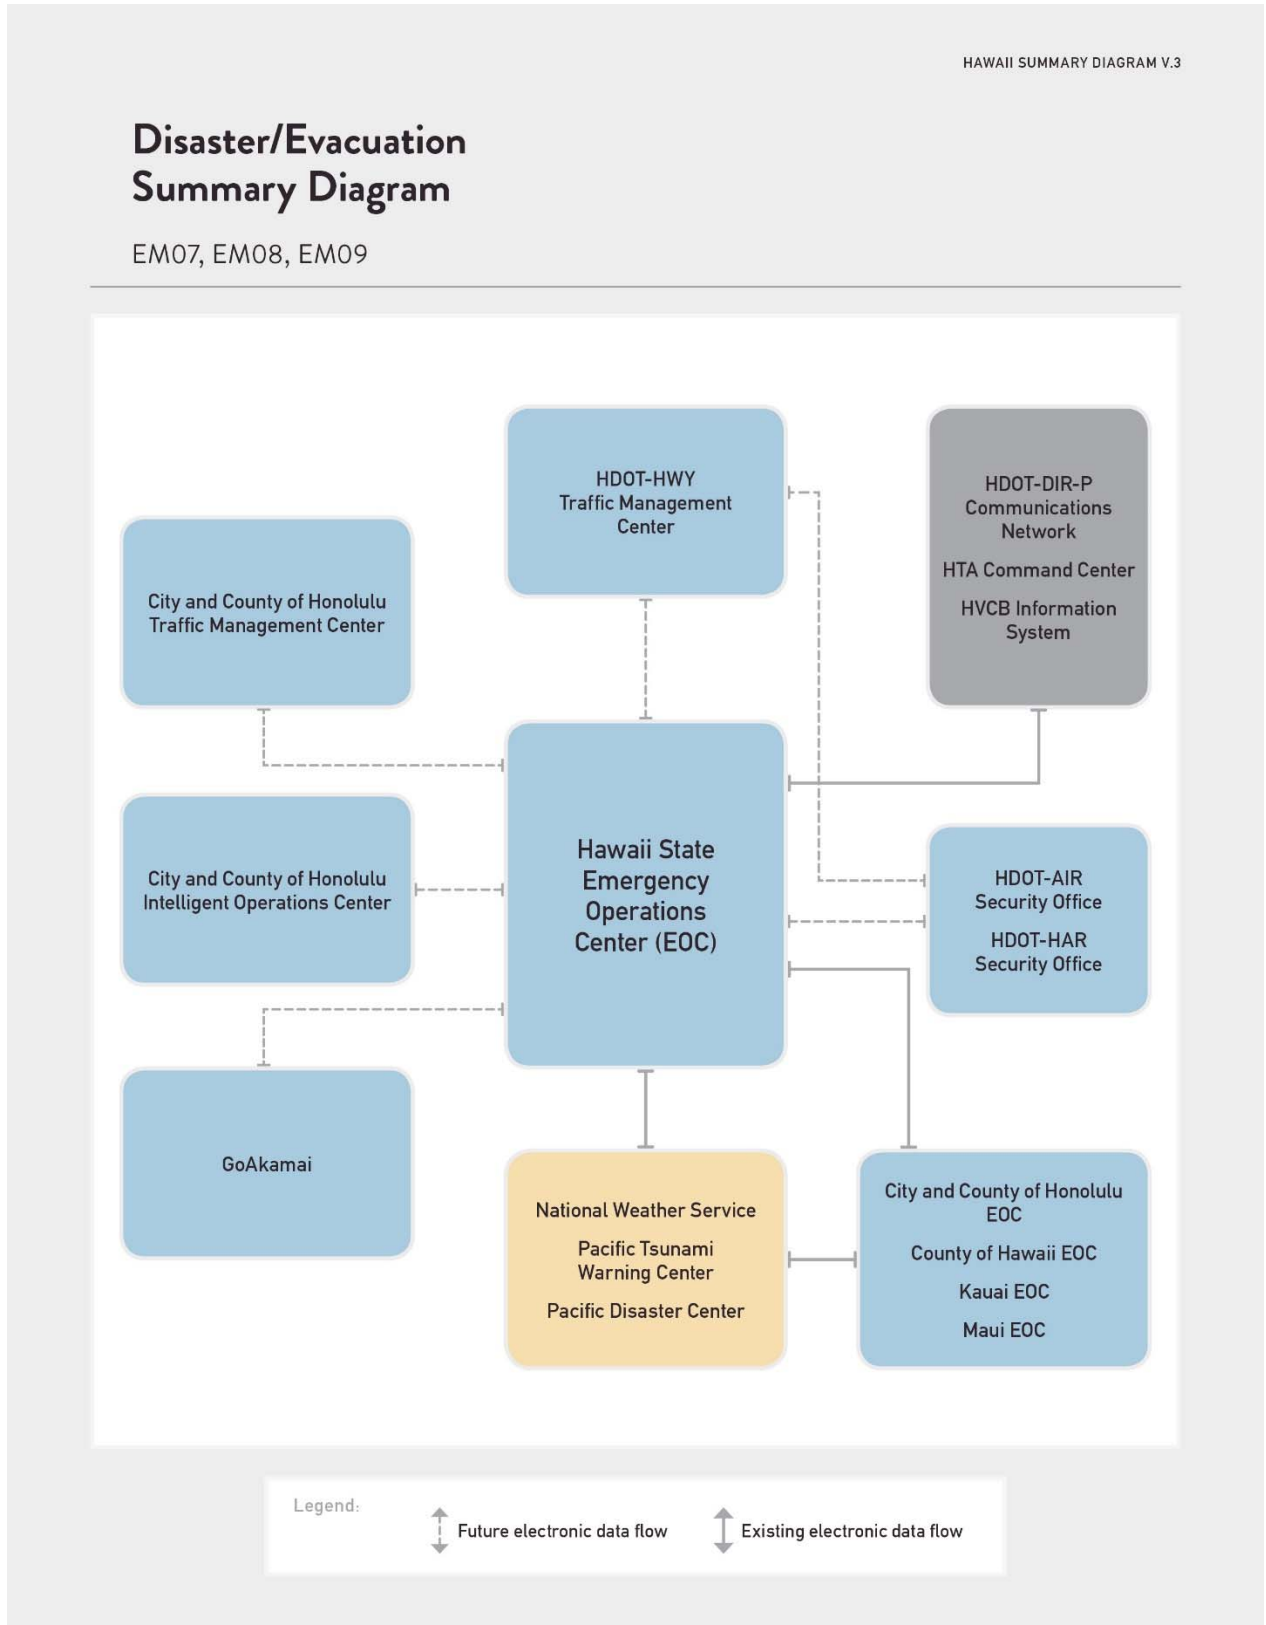 HAWAII SUMMARY DIAGRAM V.3
Disaster/Evacuation
Summary Diagram
EM07, EM08, EM09
HDOT-HWY
Traffic Management
Center
HDOT-DIR-P
Communications
Network
HTA Command Center
HVCB Information
System
City and County of Honolulu
Traffic Management Center
City and County of Honolulu
Intelligent Operations Center
Hawaii State
Emergency
Operations
Center (EOC)
HDOT-AIR
Security Office
HDOT-HAR
Security Office
GoAkamai
National Weather Service
Pacific Tsunami
Warning Center
Pacific Disaster Center
City and County of Honolulu
EOC
County of Hawaii EOC
Kauai EOC
Maui EOC
Legend:
Future electronic data flow
Existing electronic data flow